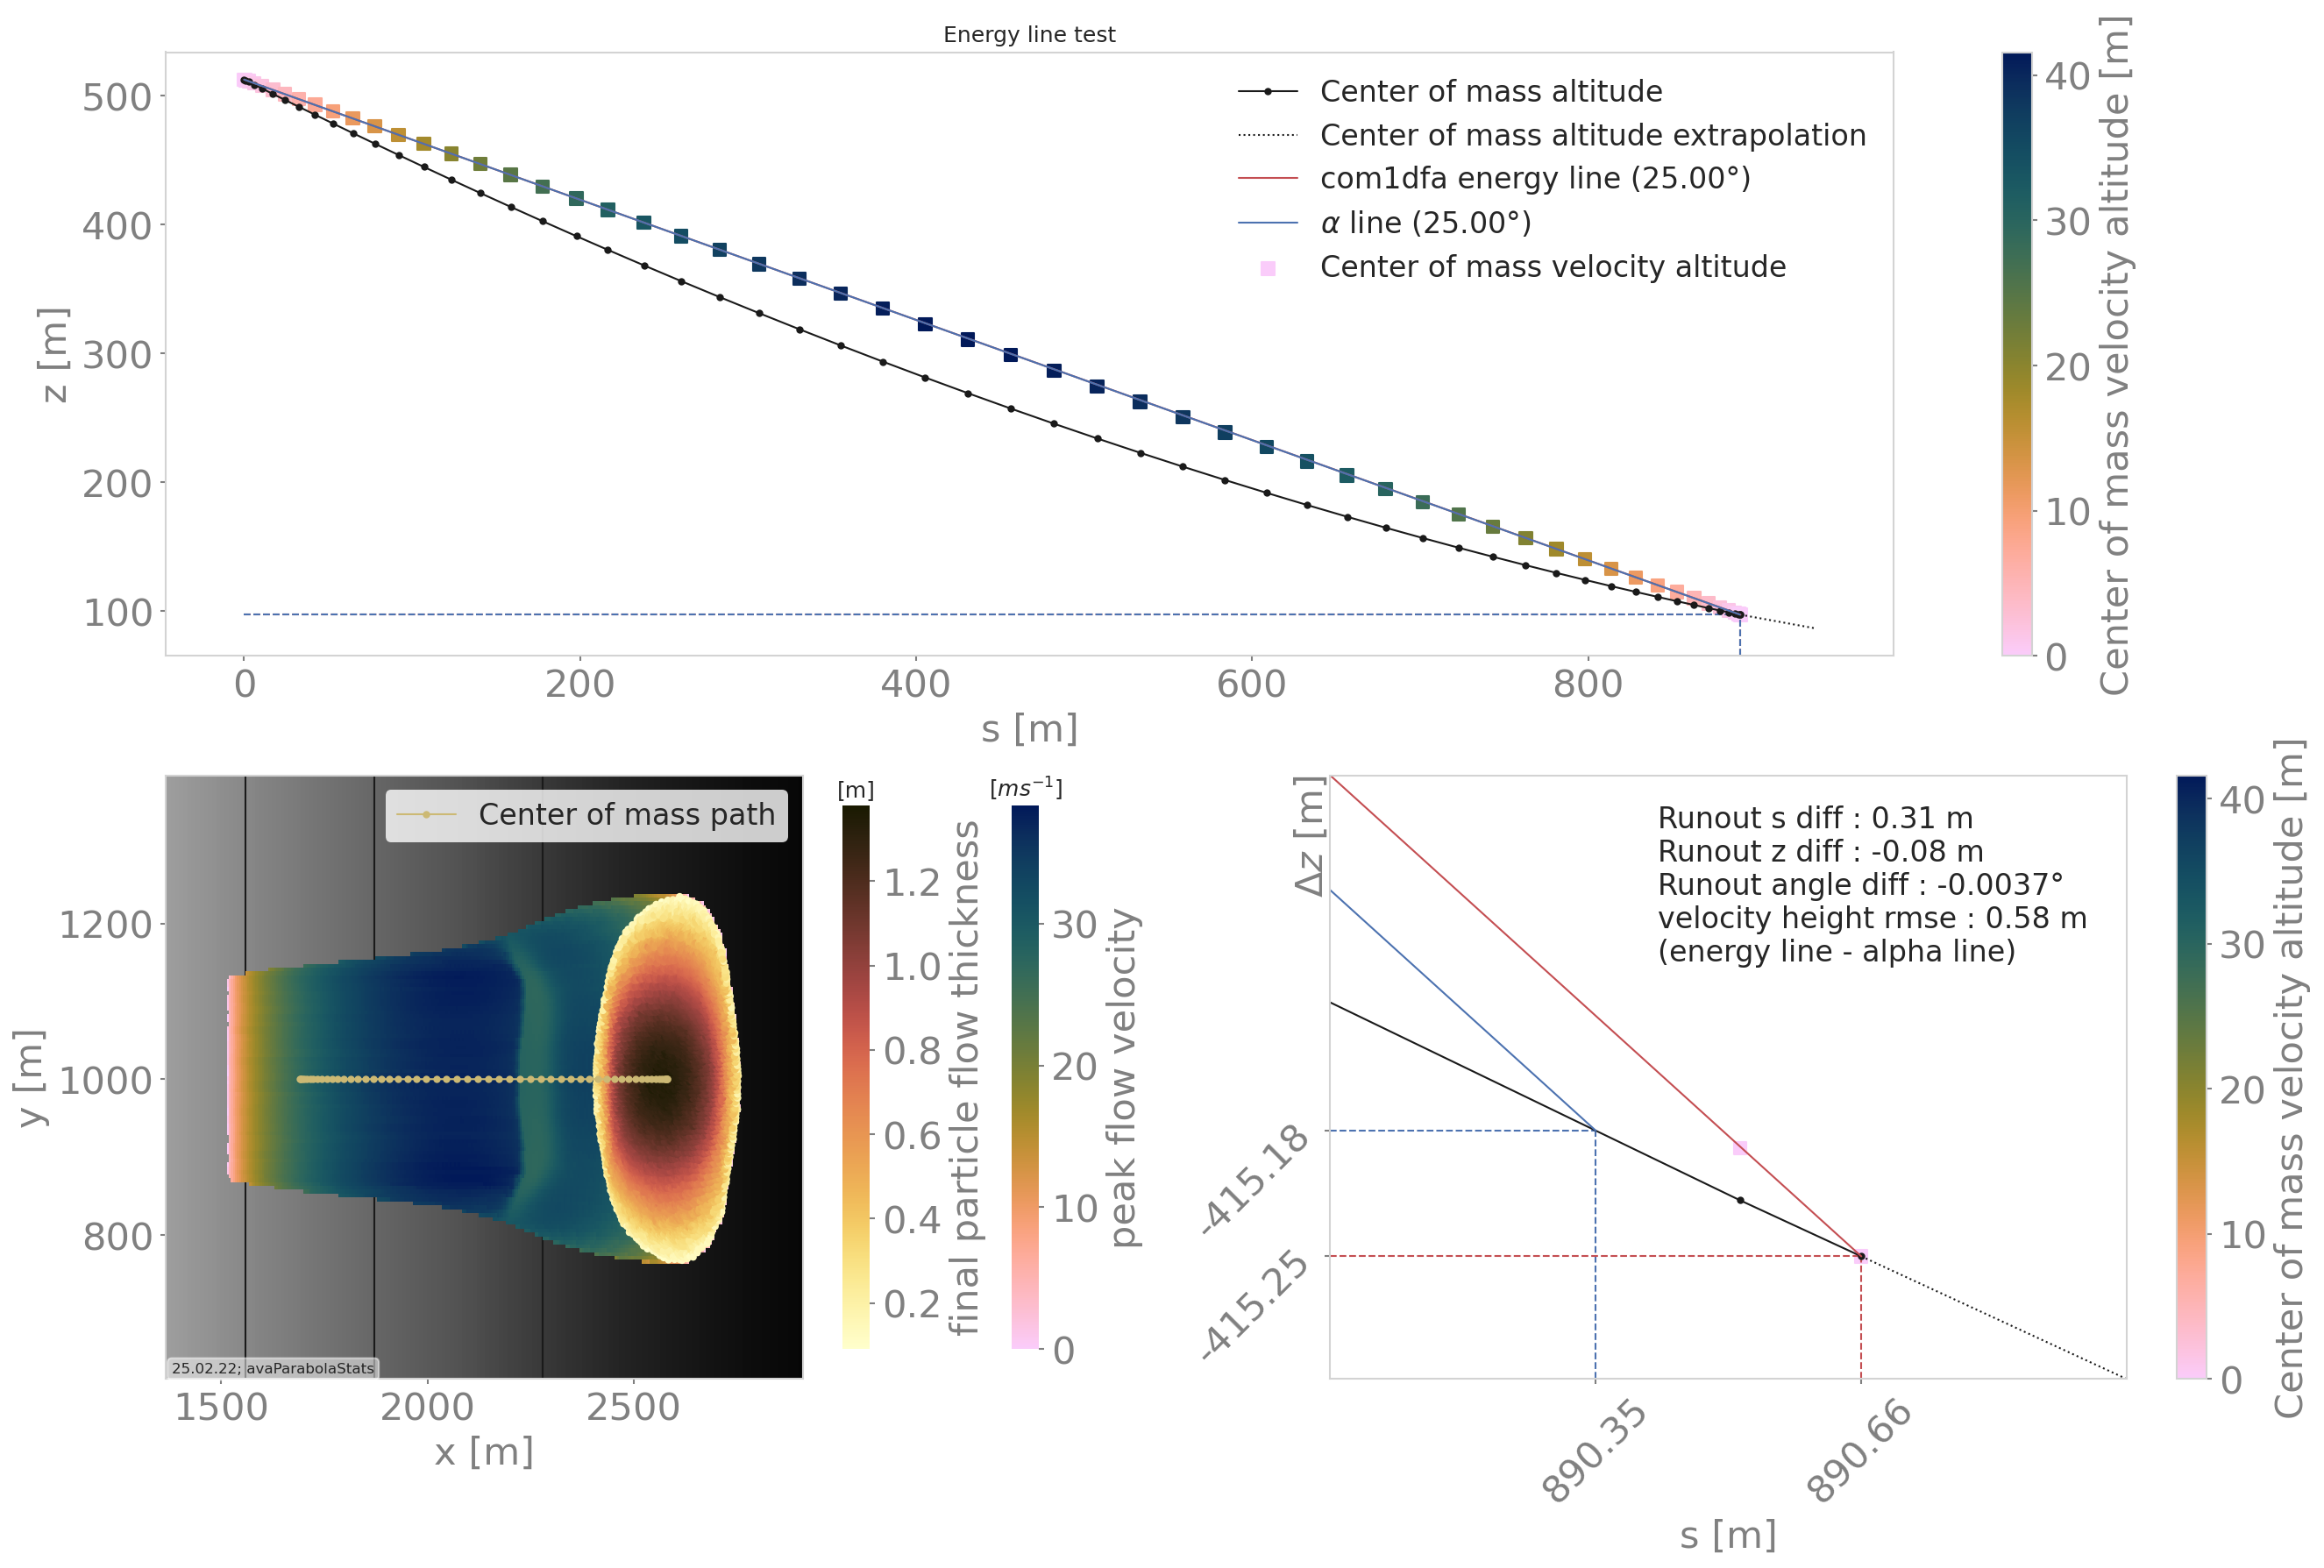 Energy line test
z [m]
500
400
300
200
100
Center of mass altitude
Center of mass altitude extrapolation
com1dfa energy line (25.00°)
α line (25.00°)
Center of mass velocity altitude
0
200
400
600
800
s [m]
40
30
20
10
0
Center of mass velocity altitude [m]
y [m]
1200
1000
800
Center of mass path
25.02.22; avaParabolaStats
1500
2000
2500
x [m]
[m]
1.2
1.0
0.8
0.6
0.4
0.2
final particle flow thickness
[ms⁻¹]
30
20
10
0
peak flow velocity
Δz [m]
-415.18
-415.25
Runout s diff : 0.31 m
Runout z diff : -0.08 m
Runout angle diff : -0.0037°
velocity height rmse : 0.58 m
(energy line - alpha line)
890.35
890.66
s [m]
40
30
20
10
0
Center of mass velocity altitude [m]